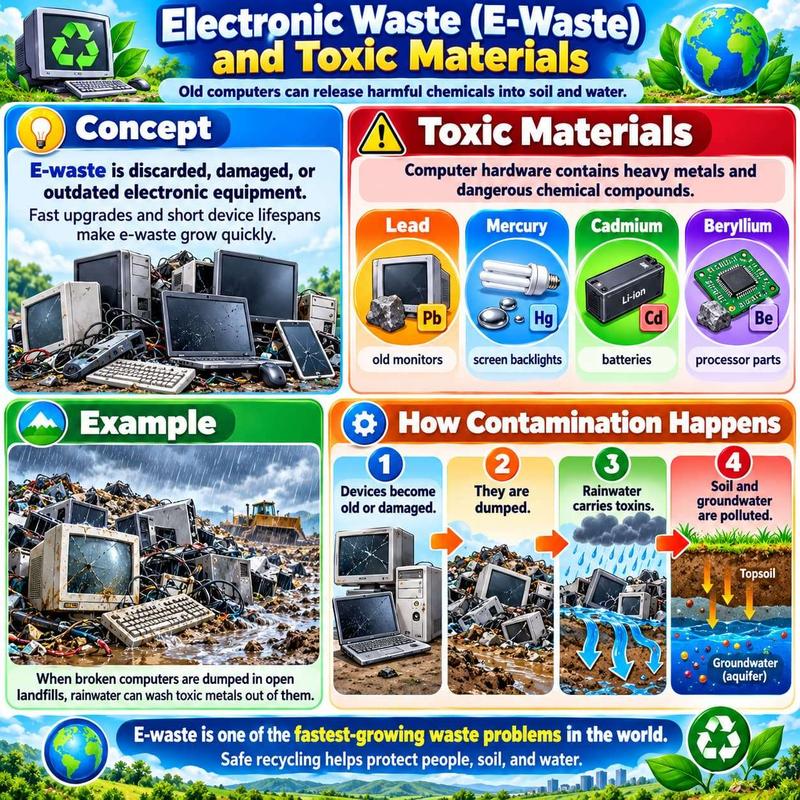 Electronic Waste (E-Waste)
and Toxic Materials
Old computers can release harmful chemicals into soil and water.
Concept
E-waste is discarded, damaged, or
outdated electronic equipment.
Fast upgrades and short device lifespans
make e-waste grow quickly.
Toxic Materials
Computer hardware contains heavy metals and
dangerous chemical compounds.
Lead
Pb
old monitors
Mercury
Hg
screen backlights
Cadmium
Li-ion
Cd
batteries
Beryllium
Be
processor parts
Example
When broken computers are dumped in open
landfills, rainwater can wash toxic metals out of them.
How Contamination Happens
1
Devices become
old or damaged.
2
They are
dumped.
3
Rainwater
carries toxins.
4
Soil and
groundwater
are polluted.
Topsoil
Groundwater
(aquifer)
E-waste is one of the fastest-growing waste problems in the world.
Safe recycling helps protect people, soil, and water.